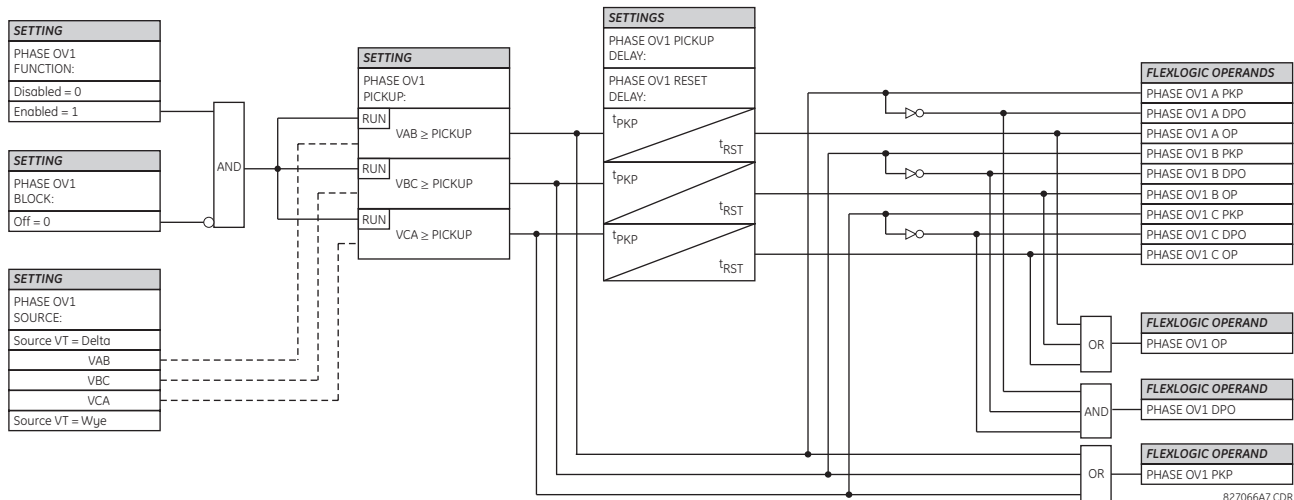 SETTING
PHASE OV1
FUNCTION:
Disabled = 0
Enabled = 1
SETTING
PHASE OV1
BLOCK:
Off = 0
SETTING
PHASE OV1
SOURCE:
Source VT = Delta
VAB
VBC
VCA
Source VT = Wye
AND
SETTING
PHASE OV1
PICKUP:
RUN
VAB ≥ PICKUP
RUN
VBC ≥ PICKUP
RUN
VCA ≥ PICKUP
SETTINGS
PHASE OV1 PICKUP
DELAY:
PHASE OV1 RESET
DELAY:
tPKP
tRST
tPKP
tRST
tPKP
tRST
FLEXLOGIC OPERANDS
PHASE OV1 A PKP
PHASE OV1 A DPO
PHASE OV1 A OP
PHASE OV1 B PKP
PHASE OV1 B DPO
PHASE OV1 B OP
PHASE OV1 C PKP
PHASE OV1 C DPO
PHASE OV1 C OP
OR
FLEXLOGIC OPERAND
PHASE OV1 OP
AND
FLEXLOGIC OPERAND
PHASE OV1 DPO
OR
FLEXLOGIC OPERAND
PHASE OV1 PKP
827066A7.CDR